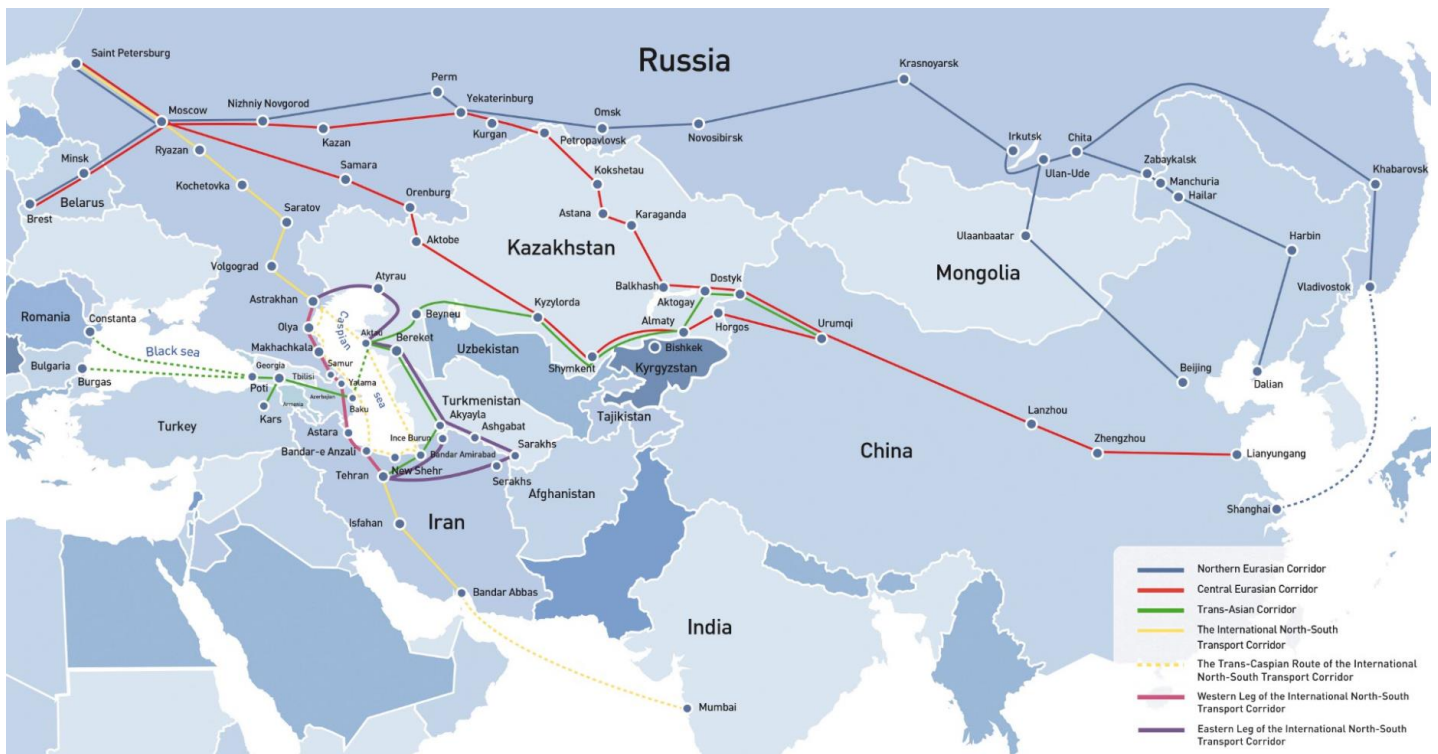 Saint Petersburg
Russia
Krasnoyarsk
Perm
Moscow
Nizhniy Novgorod
Yekaterinburg
Omsk
Kurgan
Petropavlovsk
Novosibirsk
Kazan
Irkutsk
Chita
Ulan-Ude
Zabaykalsk
Manchuria
Hailar
Khabarovsk
Ryazan
Minsk
Samara
Kokshetau
Kochetovka
Belarus
Brest
Orenburg
Astana
Karaganda
Saratov
Aktobe
Kazakhstan
Ulaanbaatar
Harbin
Mongolia
Volgograd
Atyrau
Balkhash
Dostyk
Vladivostok
Astrakhan
Aktogay
Romania
Constanta
Olya
Caspian
sea
Aktau
Beyneu
Kyzylorda
Almaty
Horgos
Urumqi
Makhachkala
Bereket
Uzbekistan
Bishkek
Black sea
Samur
Shymkent
Kyrgyzstan
Bulgaria
Burgas
Georgia
Tbilisi
Poti
Yalama
Turkmenistan
Tajikistan
Beijing
Dalian
Armenia
Azerbaijan
Baku
Kars
Turkey
Akyayla
Ashgabat
Lanzhou
Astara
Ince Burun
Sarakhs
Zhengzhou
China
Bandar-e Anzali
Bandar Amirabad
Lianyungang
Tehran
New Shehr
Serakhs
Afghanistan
Shanghai
Isfahan
Iran
Bandar Abbas
India
Mumbai
Northern Eurasian Corridor
Central Eurasian Corridor
Trans-Asian Corridor
The International North-South
Transport Corridor
The Trans-Caspian Route of the International
North-South Transport Corridor
Western Leg of the International North-South
Transport Corridor
Eastern Leg of the International North-South
Transport Corridor